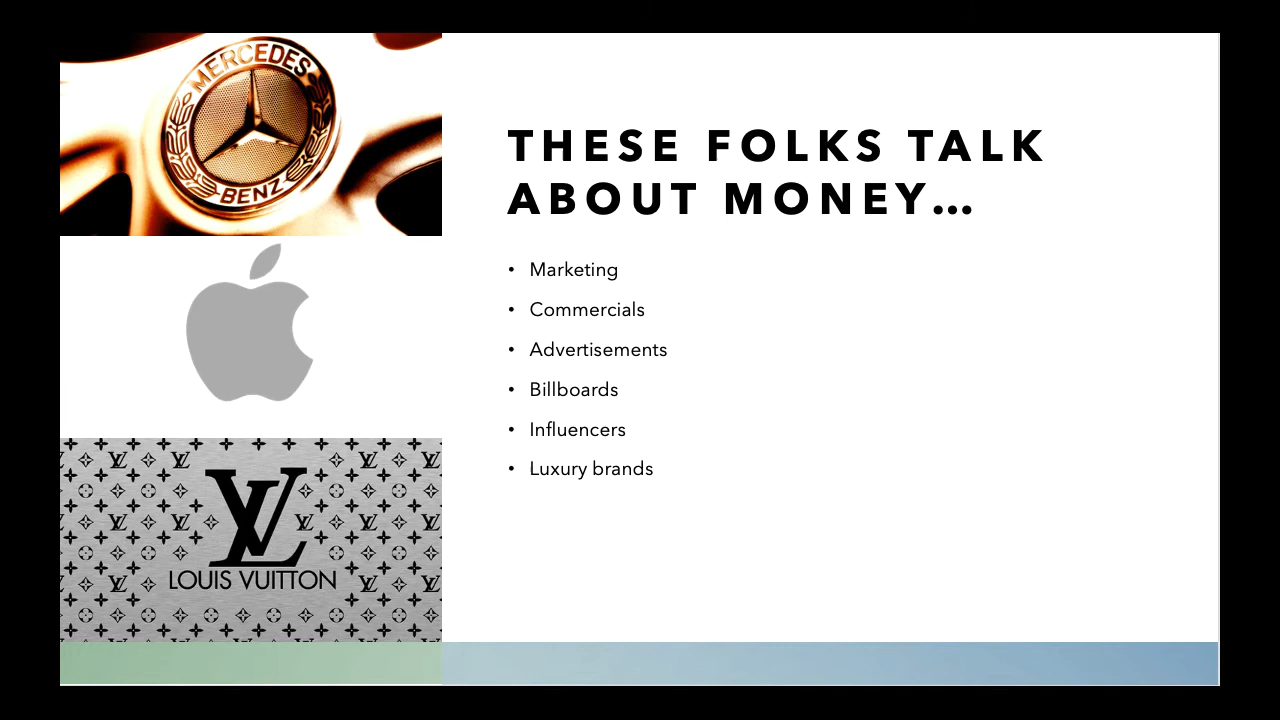 MERCEDES
BENZ
LOUIS VUITTON
THESE FOLKS TALK
ABOUT MONEY...
• Marketing
• Commercials
• Advertisements
• Billboards
• Influencers
• Luxury brands